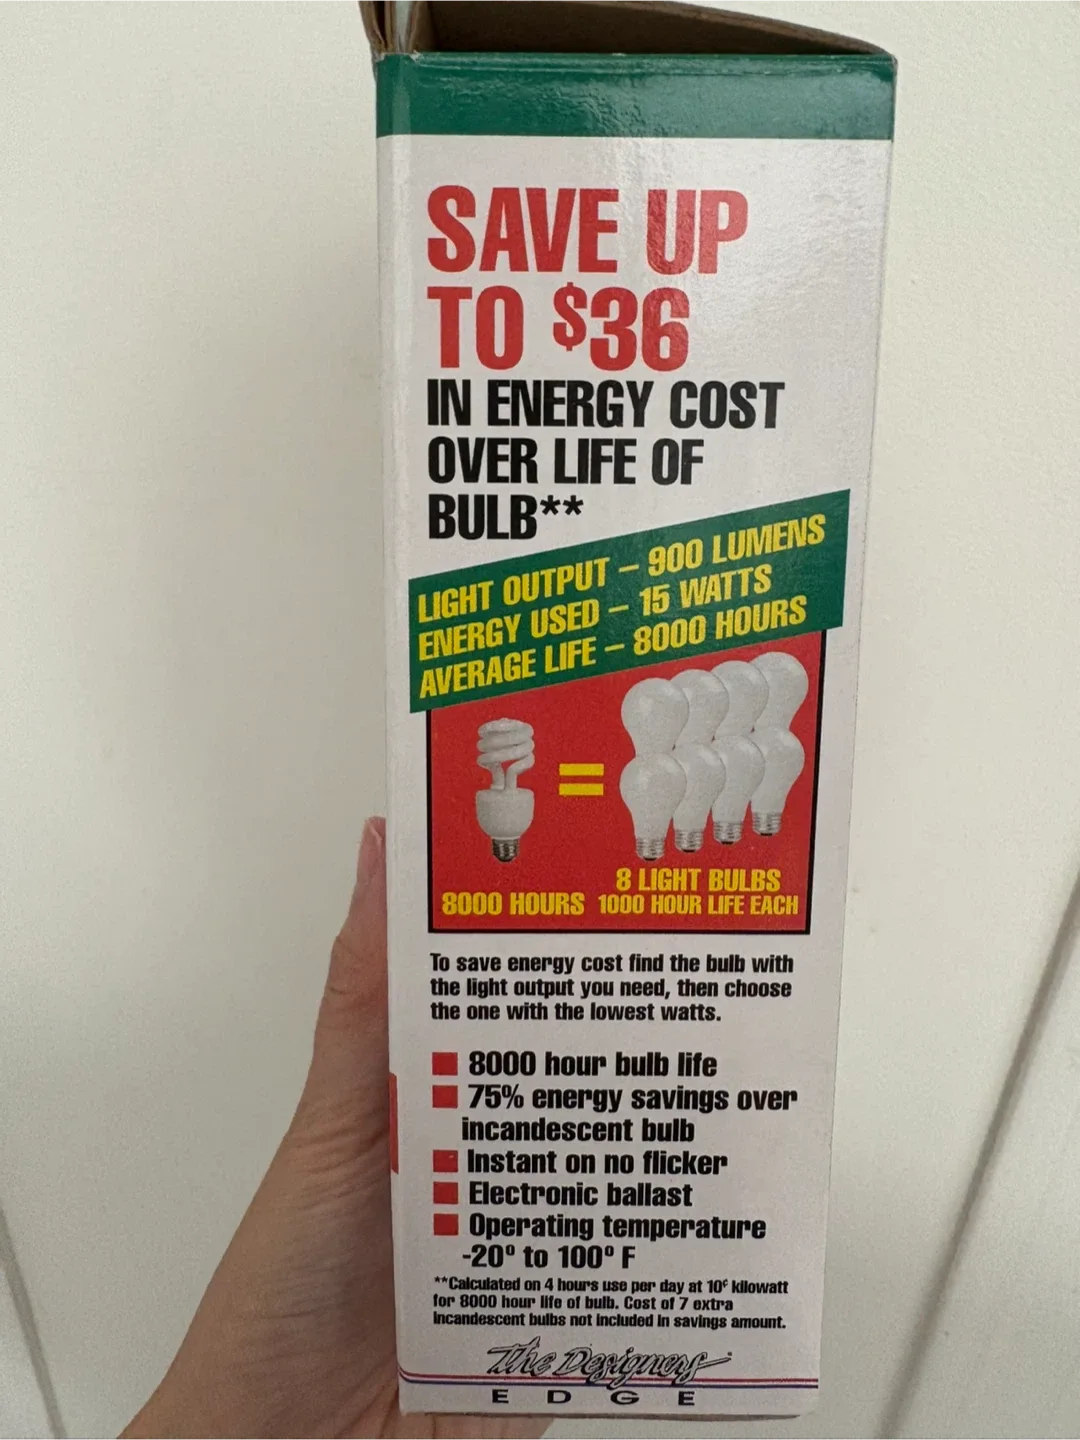 SAVE UP
TO $36
IN ENERGY COST
OVER LIFE OF
BULB**
LIGHT OUTPUT – 900 LUMENS
ENERGY USED – 15 WATTS
AVERAGE LIFE – 8000 HOURS
=
8000 HOURS
8 LIGHT BULBS
1000 HOUR LIFE EACH
To save energy cost find the bulb with
the light output you need, then choose
the one with the lowest watts.
8000 hour bulb life
75% energy savings over
incandescent bulb
Instant on no flicker
Electronic ballast
Operating temperature
-20° to 100° F
**Calculated on 4 hours use per day at 10¢ kilowatt
for 8000 hour life of bulb. Cost of 7 extra
incandescent bulbs not included in savings amount.
The Designers
EDGE